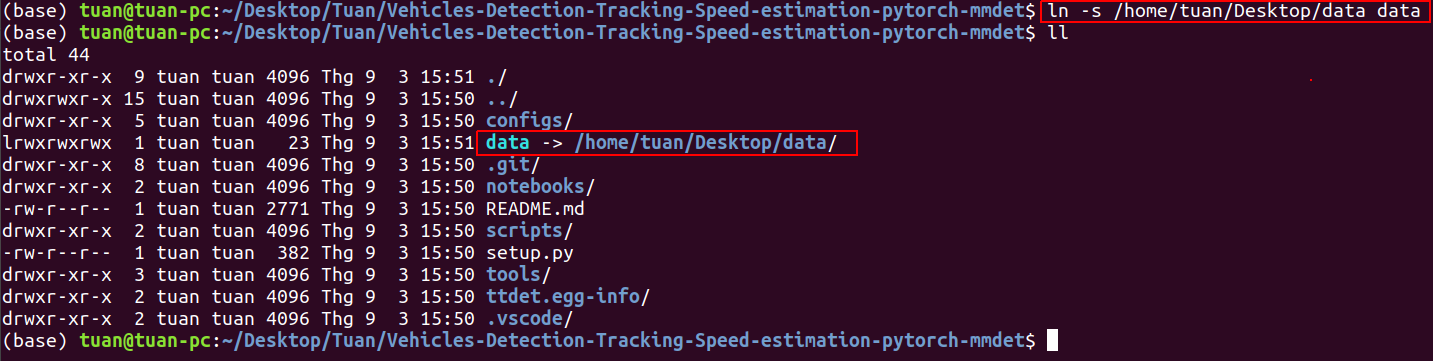 (base) tuan@tuan-pc:~/Desktop/Tuan/Vehicles-Detection-Tracking-Speed-estimation-pytorch-mmdet$ ln -s /home/tuan/Desktop/data data
(base) tuan@tuan-pc:~/Desktop/Tuan/Vehicles-Detection-Tracking-Speed-estimation-pytorch-mmdet$ ll
total 44
drwxr-xr-x  9 tuan tuan 4096 Thg 9  3 15:51 ./
drwxrwxr-x 15 tuan tuan 4096 Thg 9  3 15:50 ../
drwxr-xr-x  5 tuan tuan 4096 Thg 9  3 15:50 configs/
lrwxrwxrwx  1 tuan tuan   23 Thg 9  3 15:51 data -> /home/tuan/Desktop/data/
drwxr-xr-x  8 tuan tuan 4096 Thg 9  3 15:50 .git/
drwxr-xr-x  2 tuan tuan 4096 Thg 9  3 15:50 notebooks/
-rw-r--r--  1 tuan tuan 2771 Thg 9  3 15:50 README.md
drwxr-xr-x  2 tuan tuan 4096 Thg 9  3 15:50 scripts/
-rw-r--r--  1 tuan tuan  382 Thg 9  3 15:50 setup.py
drwxr-xr-x  3 tuan tuan 4096 Thg 9  3 15:50 tools/
drwxr-xr-x  2 tuan tuan 4096 Thg 9  3 15:50 ttdet.egg-info/
drwxr-xr-x  2 tuan tuan 4096 Thg 9  3 15:50 .vscode/
(base) tuan@tuan-pc:~/Desktop/Tuan/Vehicles-Detection-Tracking-Speed-estimation-pytorch-mmdet$